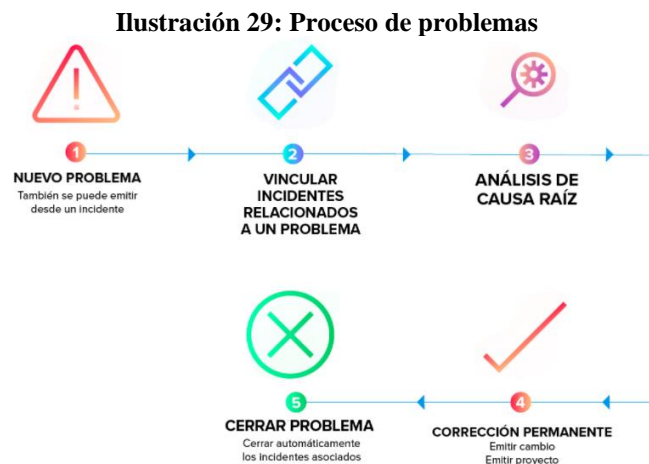 Ilustración 29: Proceso de problemas
1
NUEVO PROBLEMA
También se puede emitir
desde un incidente
2
VINCULAR
INCIDENTES
RELACIONADOS
A UN PROBLEMA
3
ANÁLISIS DE
CAUSA RAÍZ
5
CERRAR PROBLEMA
Cerrar automáticamente
los incidentes asociados
4
CORRECCIÓN PERMANENTE
Emitir cambio
Emitir proyecto